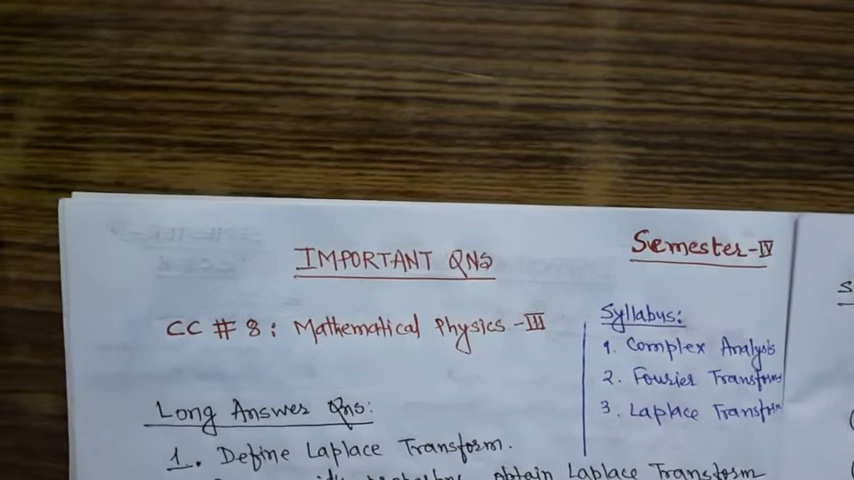 IMPORTANT QNS
Semester-IV
CC # 8: Mathematical Physics-III
Syllabus:
1. Complex Analysis
2. Fourier Transforms
3. Laplace Transform
Long Answer Qns:
1. Define Laplace Transform.
obtain Laplace Transform